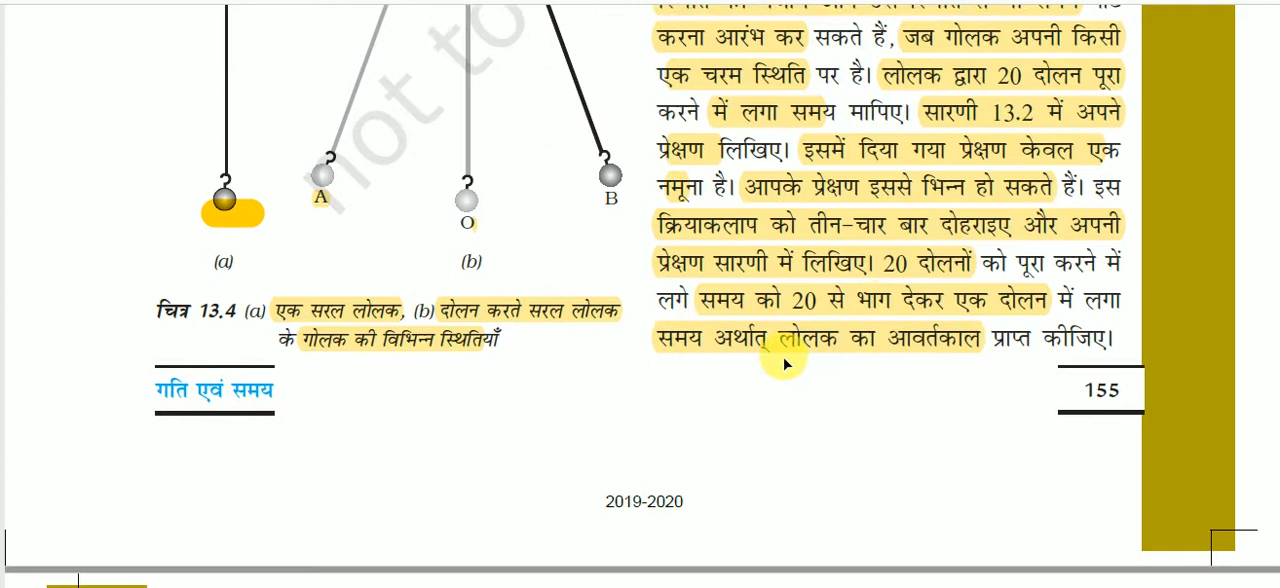 करना आरंभ कर सकते हैं, जब गोलक अपनी किसी
एक चरम स्थिति पर है। लोलक द्वारा 20 दोलन पूरा
करने में लगा समय मापिए। सारणी 13.2 में अपने
प्रेक्षण लिखिए। इसमें दिया गया प्रेक्षण केवल एक
नमूना है। आपके प्रेक्षण इससे भिन्न हो सकते हैं। इस
क्रियाकलाप को तीन-चार बार दोहराइए और अपनी
प्रेक्षण सारणी में लिखिए। 20 दोलनों को पूरा करने में
लगे समय को 20 से भाग देकर एक दोलन में लगा
समय अर्थात् लोलक का आवर्तकाल प्राप्त कीजिए।
not to
A
O
B
(a)
(b)
चित्र 13.4 (a) एक सरल लोलक, (b) दोलन करते सरल लोलक
के गोलक की विभिन्न स्थितियाँ
गति एवं समय
155
2019-2020